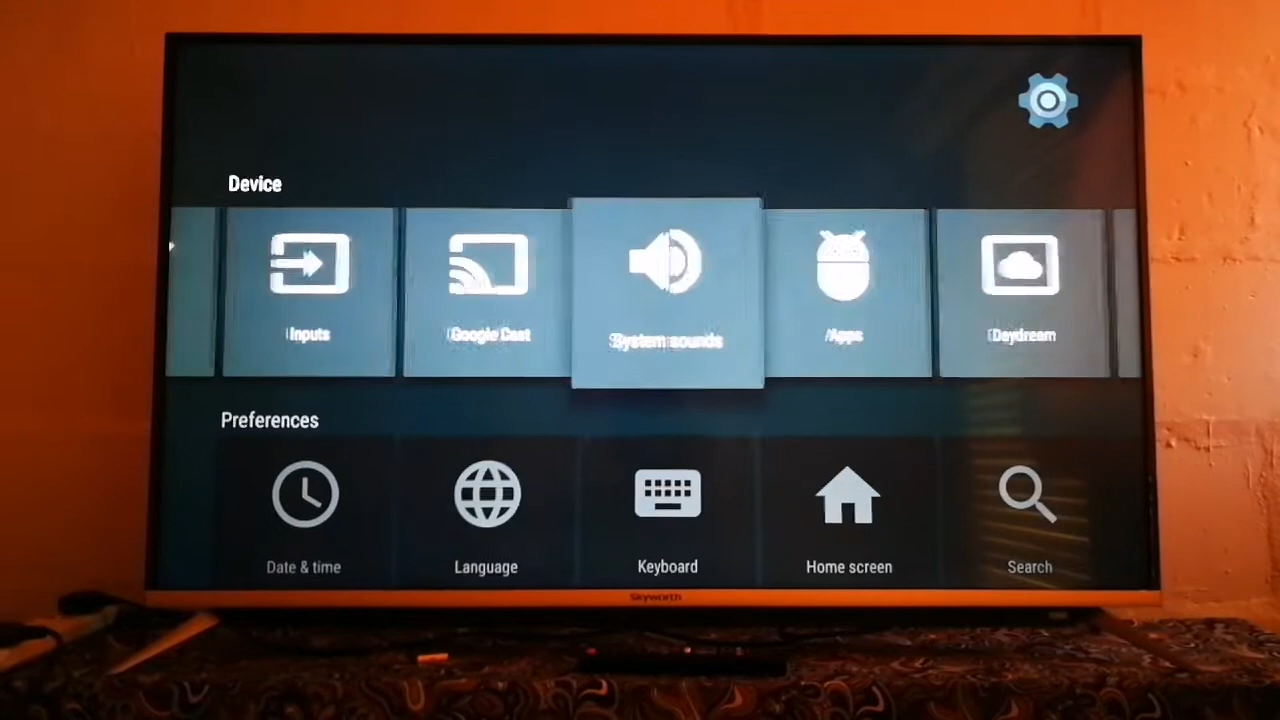 Device
Inputs
Google Cast
System sounds
Apps
Daydream
Preferences
Date & time
Language
Keyboard
Home screen
Search
Skyworth